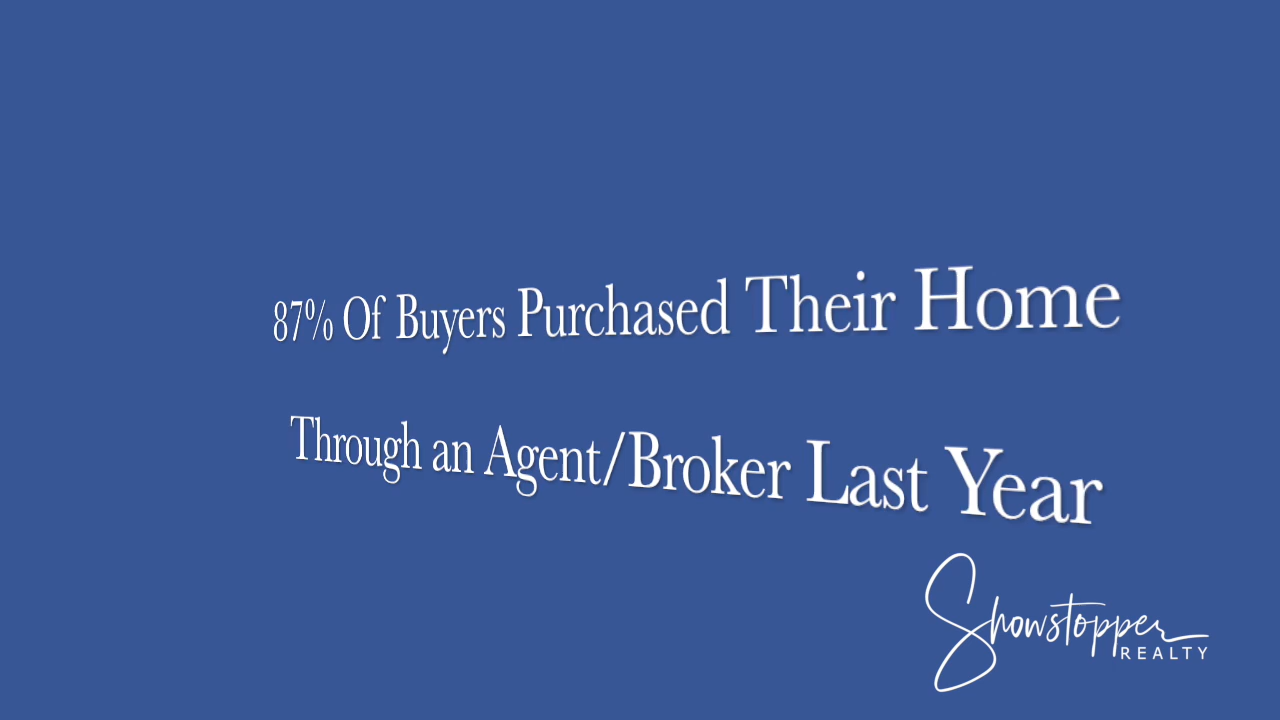 87% Of Buyers Purchased Their Home
Through an Agent/Broker Last Year
Showstopper
REALTY